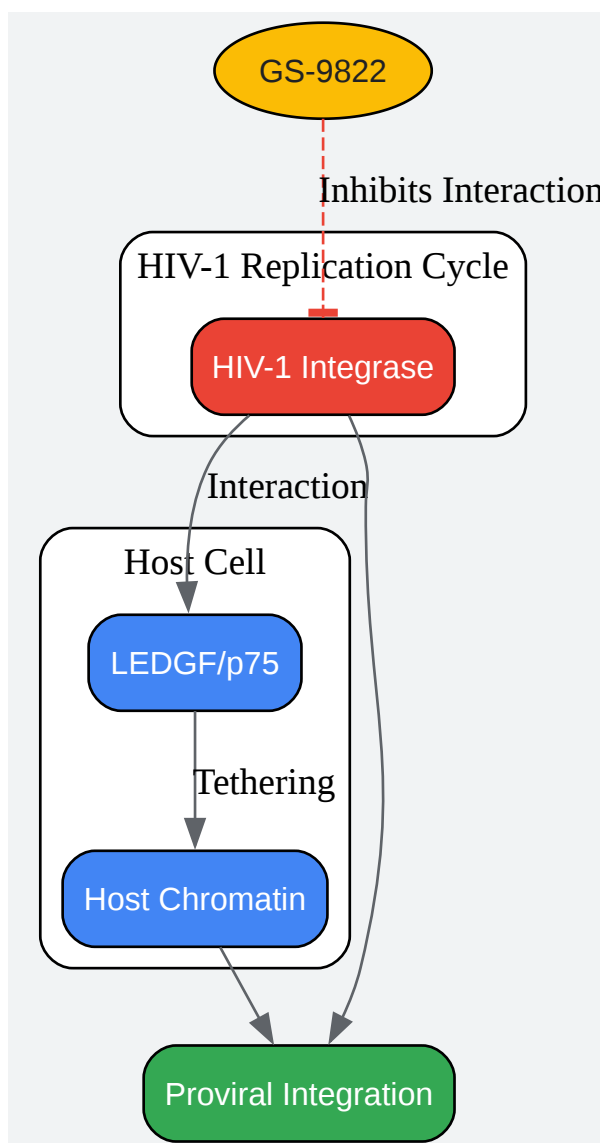 GS-9822
Inhibits Interaction
HIV-1 Replication Cycle
HIV-1 Integrase
Interaction
Host Cell
LEDGF/p75
Tethering
Host Chromatin
Proviral Integration